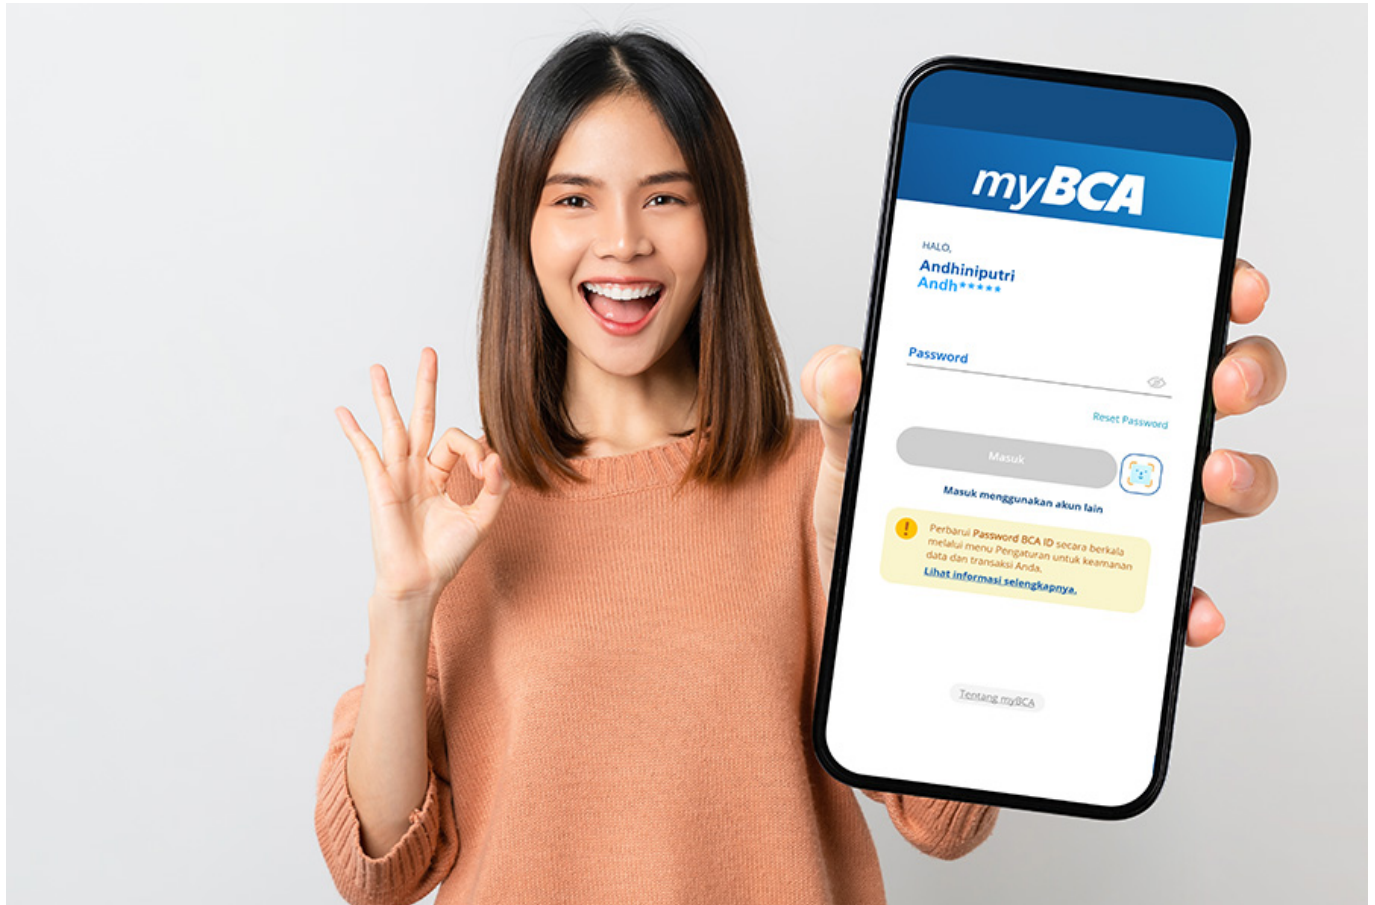 myBCA
HALO,
Andhiniputri
Andh*****
Password
Reset Password
Masuk
Masuk menggunakan akun lain
Perbarui Password BCA ID secara berkala
melalui menu Pengaturan untuk keamanan
data dan transaksi Anda.
Lihat informasi selengkapnya.
Tentang myBCA